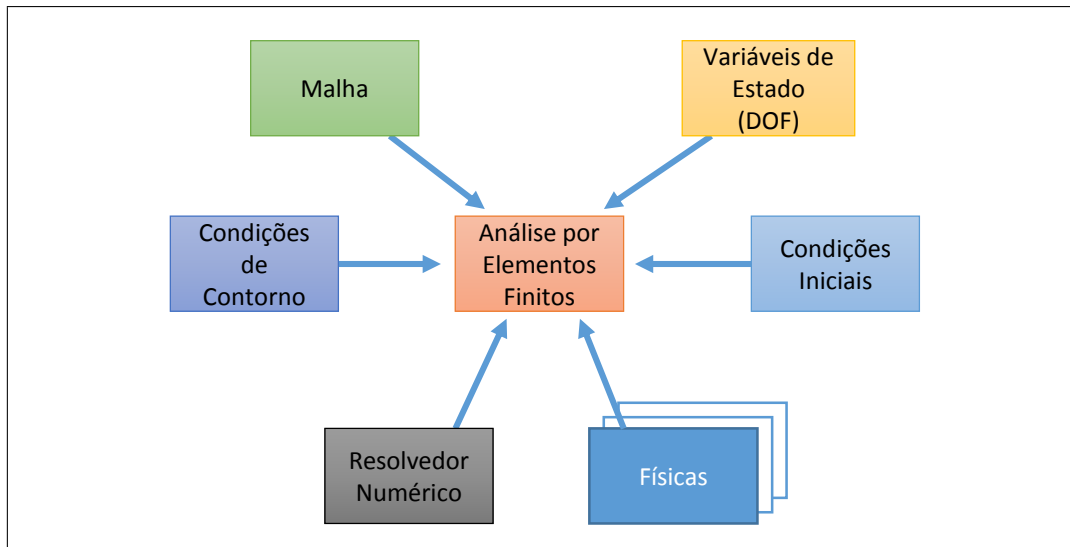 Malha
Variáveis de
Estado
(DOF)
Condições
de
Contorno
Análise por
Elementos
Finitos
Condições
Iniciais
Resolvedor
Numérico
Físicas